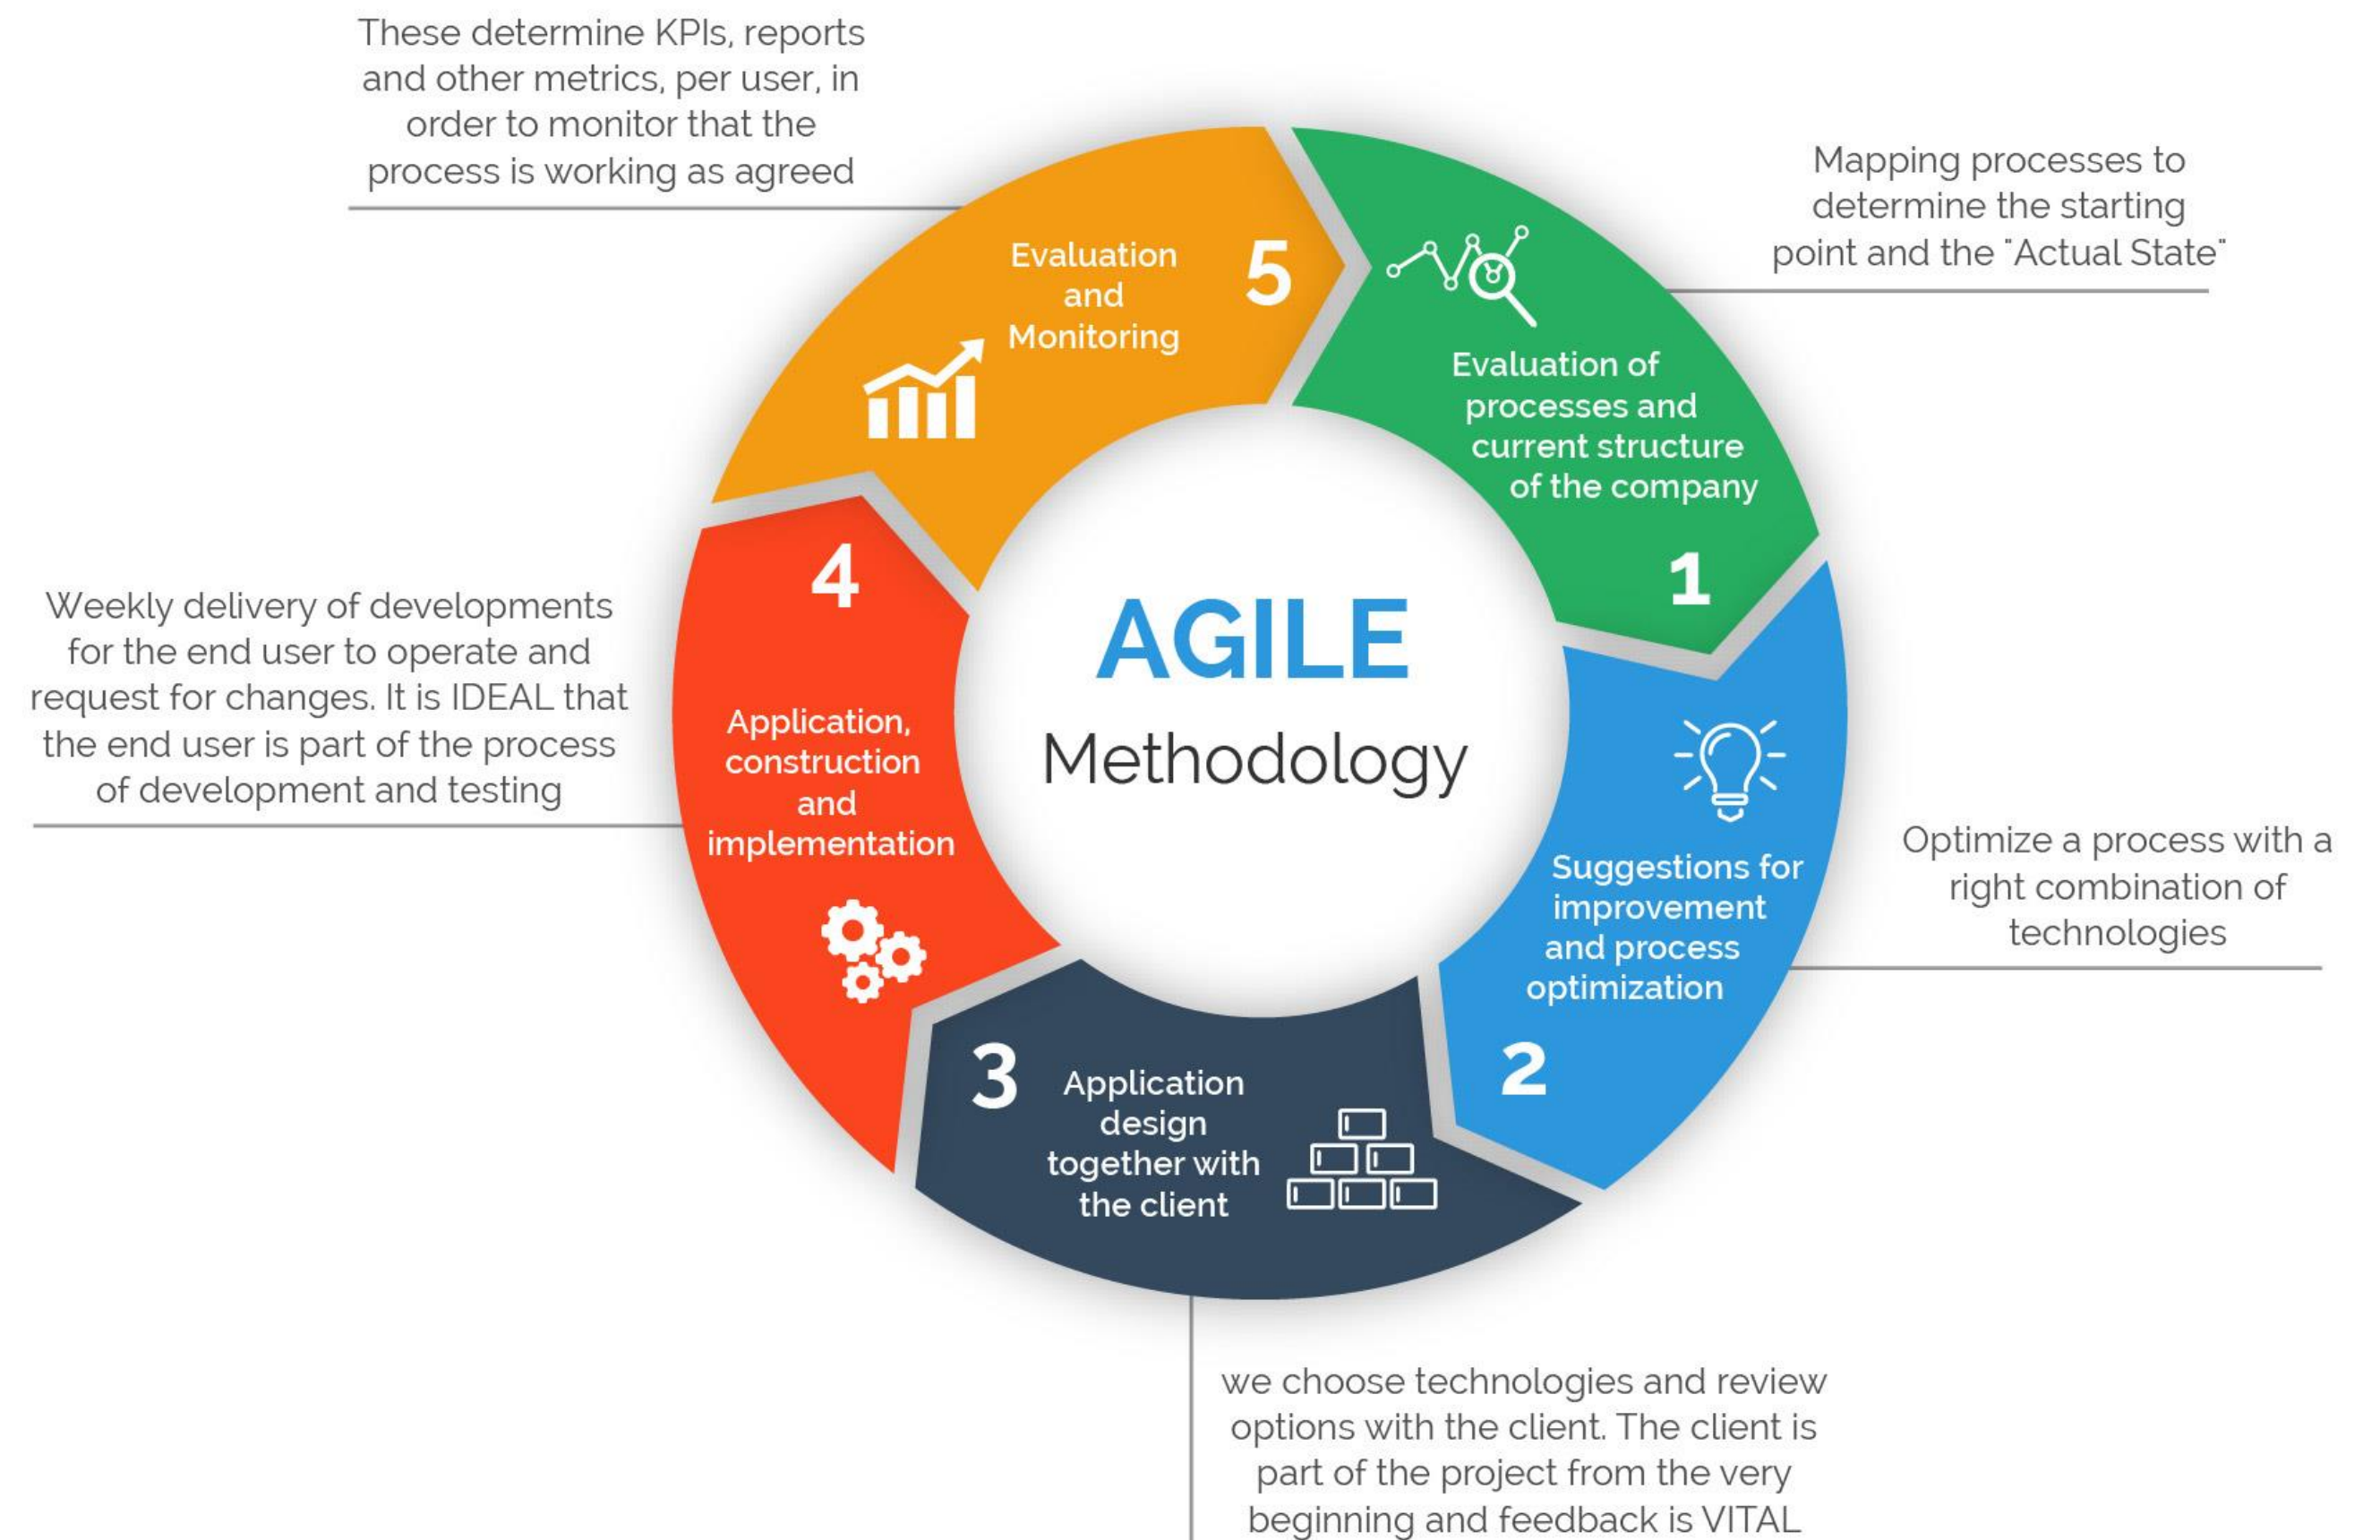 These determine KPIs, reports
and other metrics, per user, in
order to monitor that the
process is working as agreed
Mapping processes to
determine the starting
point and the "Actual State"
Evaluation
and
Monitoring
5
Evaluation of
processes and
current structure
of the company
1
4
Weekly delivery of developments
for the end user to operate and
request for changes. It is IDEAL that
the end user is part of the process
of development and testing
Application,
construction
and
implementation
AGILE
Methodology
Suggestions for
improvement
and process
optimization
2
Optimize a process with a
right combination of
technologies
3
Application
design
together with
the client
we choose technologies and review
options with the client. The client is
part of the project from the very
beginning and feedback is VITAL